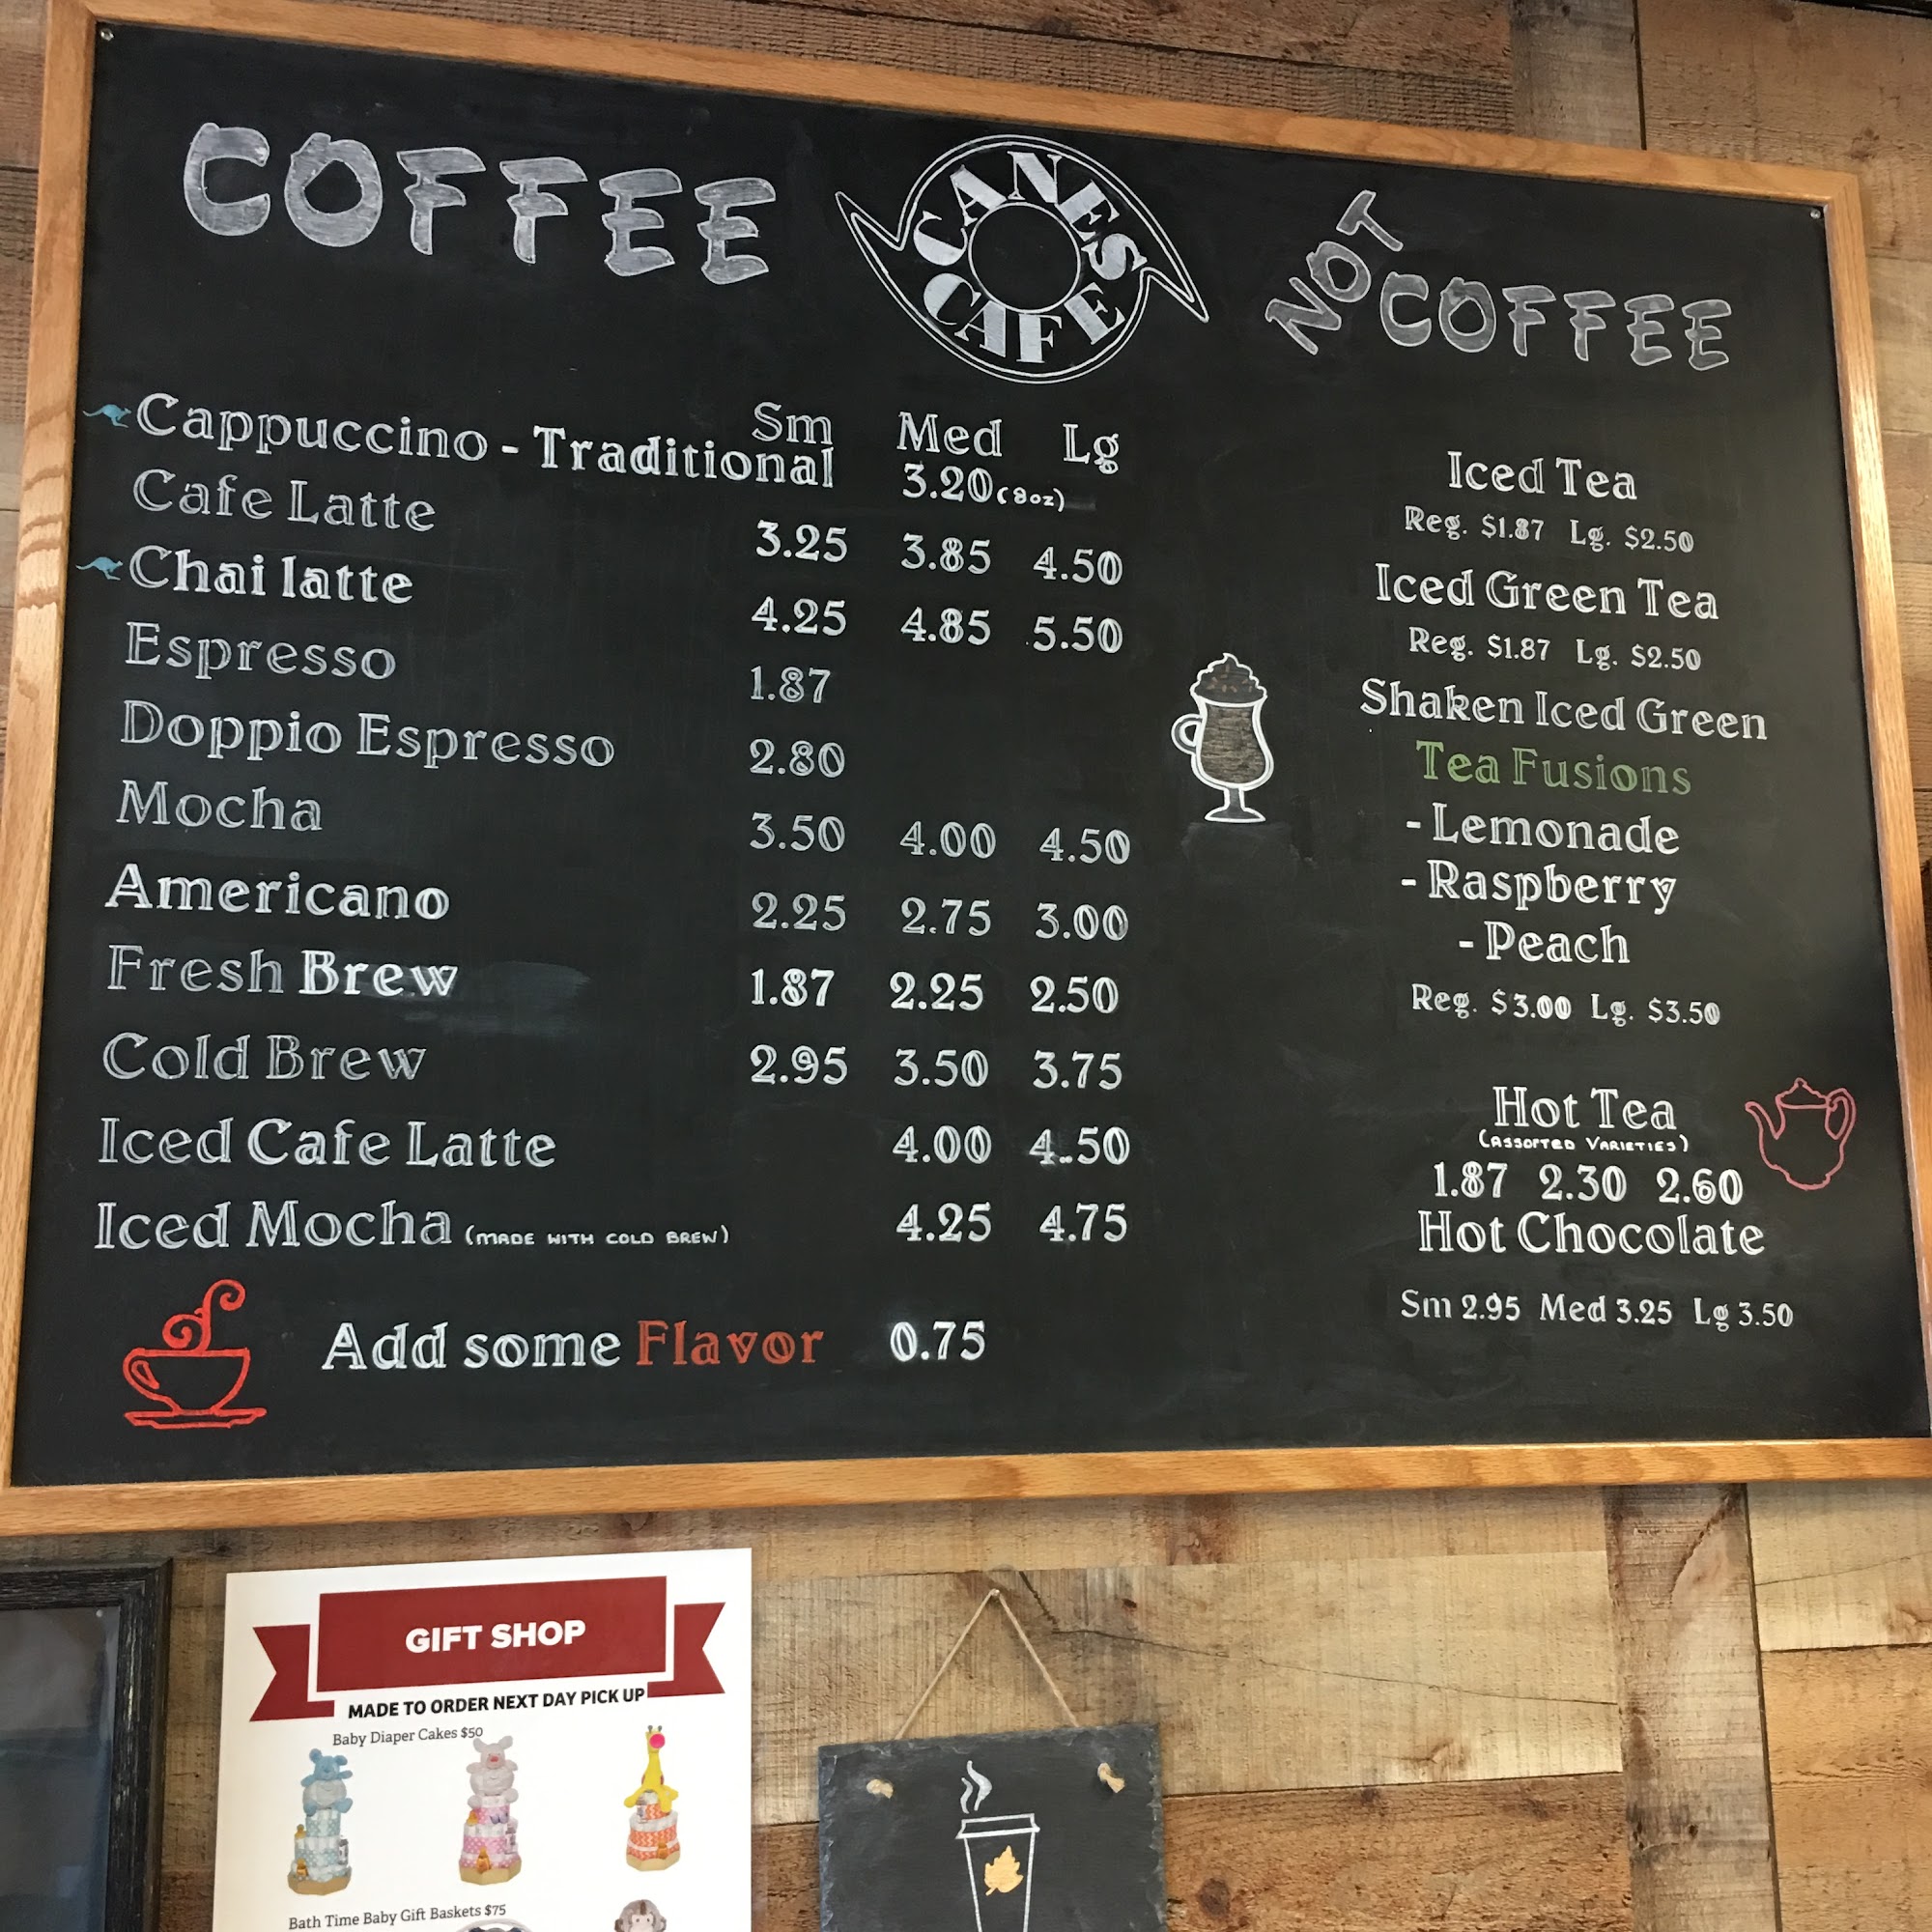 COFFEE
CANES
CAFE
NOT
COFFEE
Sm Med Lg
Cappuccino - Traditional 3.20 (8oz)
Cafe Latte 3.25 3.85 4.50
Chai latte 4.25 4.85 5.50
Espresso 1.87
Doppio Espresso 2.80
Mocha 3.50 4.00 4.50
Americano 2.25 2.75 3.00
Fresh Brew 1.87 2.25 2.50
Cold Brew 2.95 3.50 3.75
Iced Cafe Latte 4.00 4.50
Iced Mocha (MADE WITH COLD BREW) 4.25 4.75
Add some Flavor 0.75
Iced Tea
Reg. $1.87 Lg. $2.50
Iced Green Tea
Reg. $1.87 Lg. $2.50
Shaken Iced Green
Tea Fusions
- Lemonade
- Raspberry
- Peach
Reg. $3.00 Lg. $3.50
Hot Tea
(ASSORTED VARIETIES)
1.87 2.30 2.60
Hot Chocolate
Sm 2.95 Med 3.25 Lg 3.50
GIFT SHOP
MADE TO ORDER NEXT DAY PICK UP
Baby Diaper Cakes $50
Bath Time Baby Gift Baskets $75